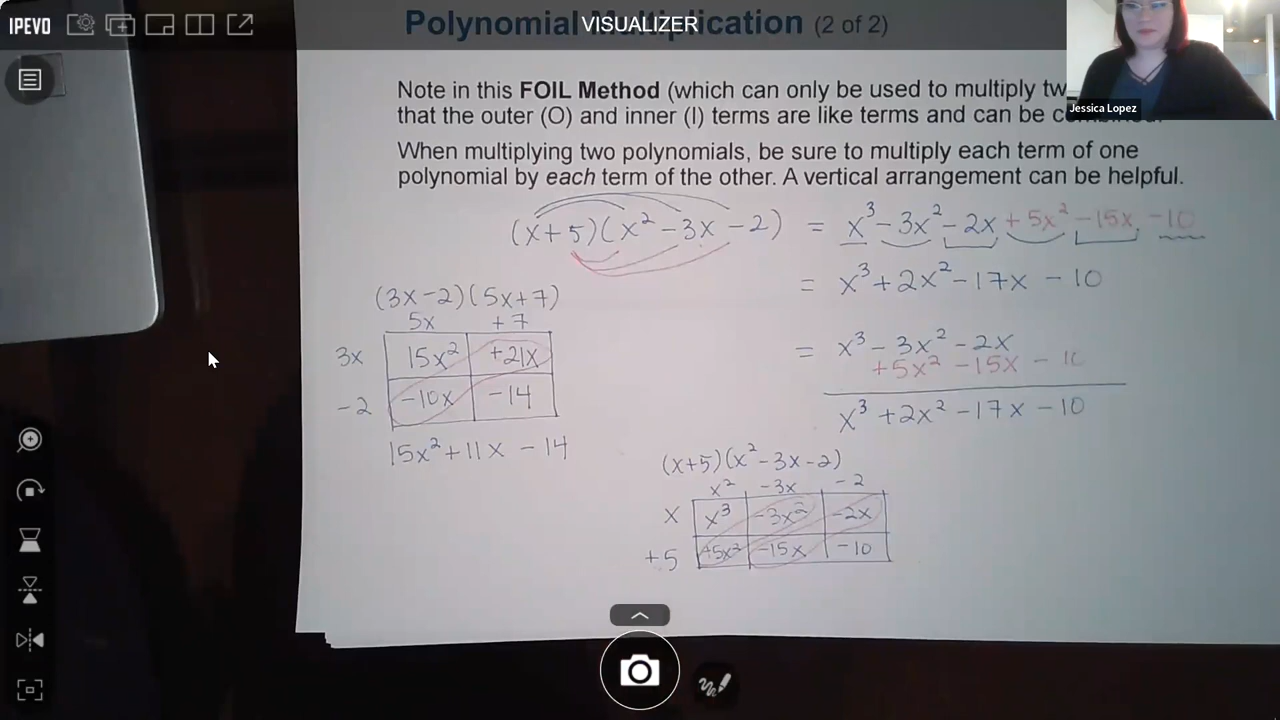 IPEVO
VISUALIZER
Polynomial Multiplication (2 of 2)
Jessica Lopez
Note in this FOIL Method (which can only be used to multiply
that the outer (O) and inner (I) terms are like terms and can be
When multiplying two polynomials, be sure to multiply each term of one
polynomial by each term of the other. A vertical arrangement can be helpful.
(x+5)(x² -3x -2) = x³ -3x² -2x +5x² -15x -10
= x³ +2x² -17x -10
(3x-2)(5x+7)
5x +7
3x 15x² +21x
-2 -10x -14
15x² +11x -14
= x³ -3x² -2x
+5x² -15x -10
x³ +2x² -17x -10
(x+5)(x² -3x -2)
x² -3x -2
x x³ -3x² -2x
+5 +5x² -15x -10